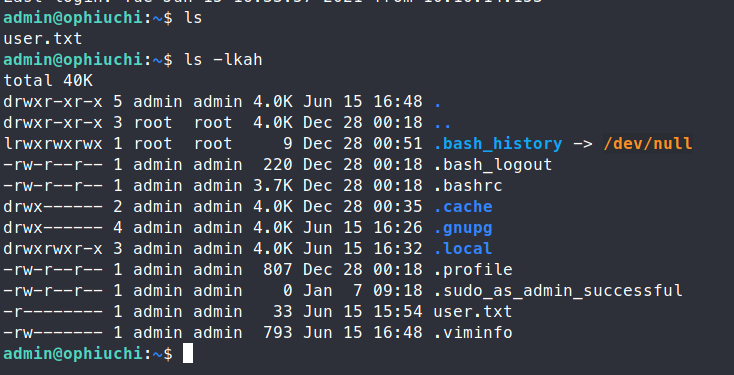 admin@ophiuchi:~$ ls
user.txt
admin@ophiuchi:~$ ls -lkah
total 40K
drwxr-xr-x 5 admin admin 4.0K Jun 15 16:48 .
drwxr-xr-x 3 root  root  4.0K Dec 28 00:18 ..
lrwxrwxrwx 1 root  root     9 Dec 28 00:51 .bash_history -> /dev/null
-rw-r--r-- 1 admin admin  220 Dec 28 00:18 .bash_logout
-rw-r--r-- 1 admin admin 3.7K Dec 28 00:18 .bashrc
drwx------ 2 admin admin 4.0K Dec 28 00:35 .cache
drwx------ 4 admin admin 4.0K Jun 15 16:26 .gnupg
drwxrwxr-x 3 admin admin 4.0K Jun 15 16:32 .local
-rw-r--r-- 1 admin admin  807 Dec 28 00:18 .profile
-rw-r--r-- 1 admin admin    0 Jan  7 09:18 .sudo_as_admin_successful
-r-------- 1 admin admin   33 Jun 15 15:54 user.txt
-rw------- 1 admin admin  793 Jun 15 16:48 .viminfo
admin@ophiuchi:~$